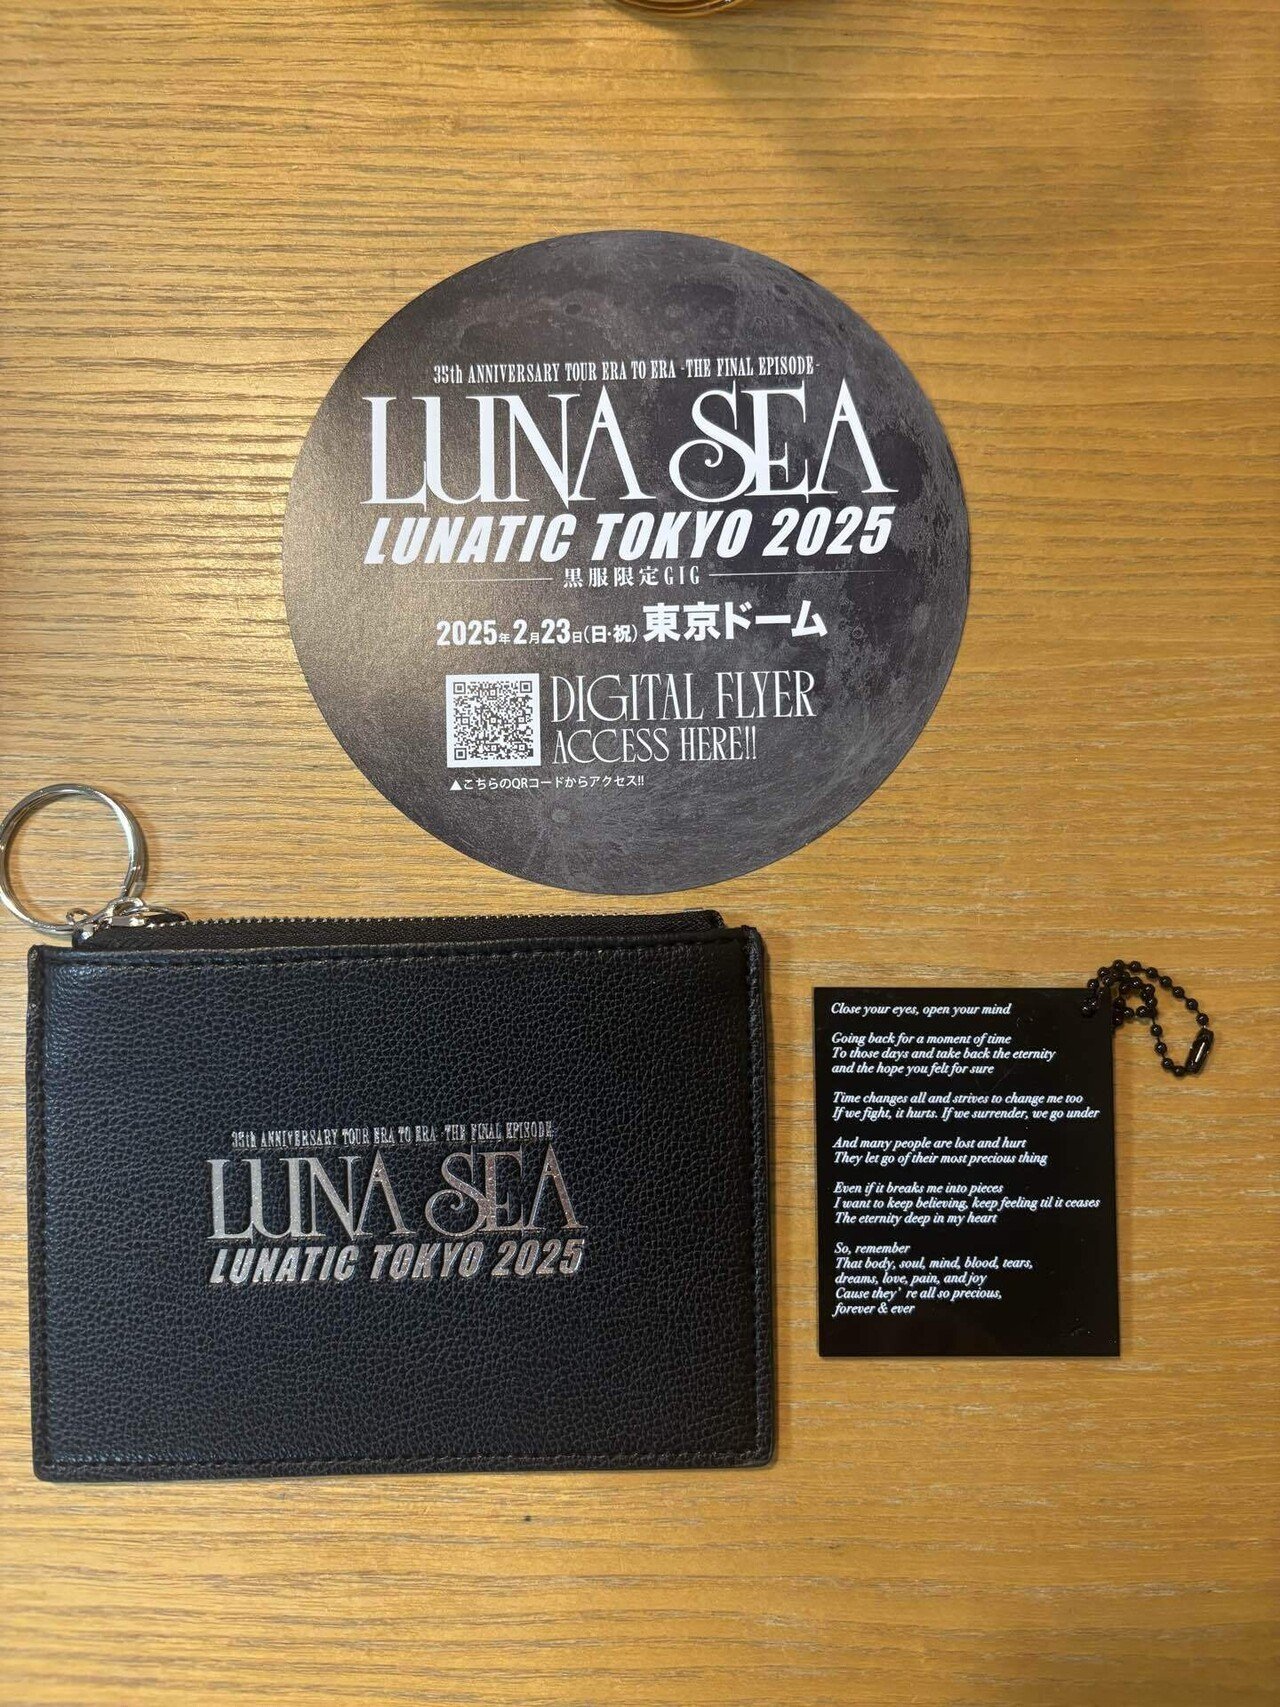 35th ANNIVERSARY TOUR ERA TO ERA -THE FINAL EPISODE-
LUNA SEA
LUNATIC TOKYO 2025
黒服限定GIG
2025年2月23日(日・祝) 東京ドーム
DIGITAL FLYER
ACCESS HERE!!
▲こちらのQRコードからアクセス!!
35th ANNIVERSARY TOUR ERA TO ERA -THE FINAL EPISODE-
LUNA SEA
LUNATIC TOKYO 2025
Close your eyes, open your mind
Going back for a moment of time
To those days and take back the eternity
and the hope you felt for sure
Time changes all and strives to change me too
If we fight, it hurts. If we surrender, we go under
And many people are lost and hurt
They let go of their most precious thing
Even if it breaks me into pieces
I want to keep believing, keep feeling til it ceases
The eternity deep in my heart
So, remember
That body, soul, mind, blood, tears,
dreams, love, pain, and joy
Cause they' re all so precious,
forever & ever